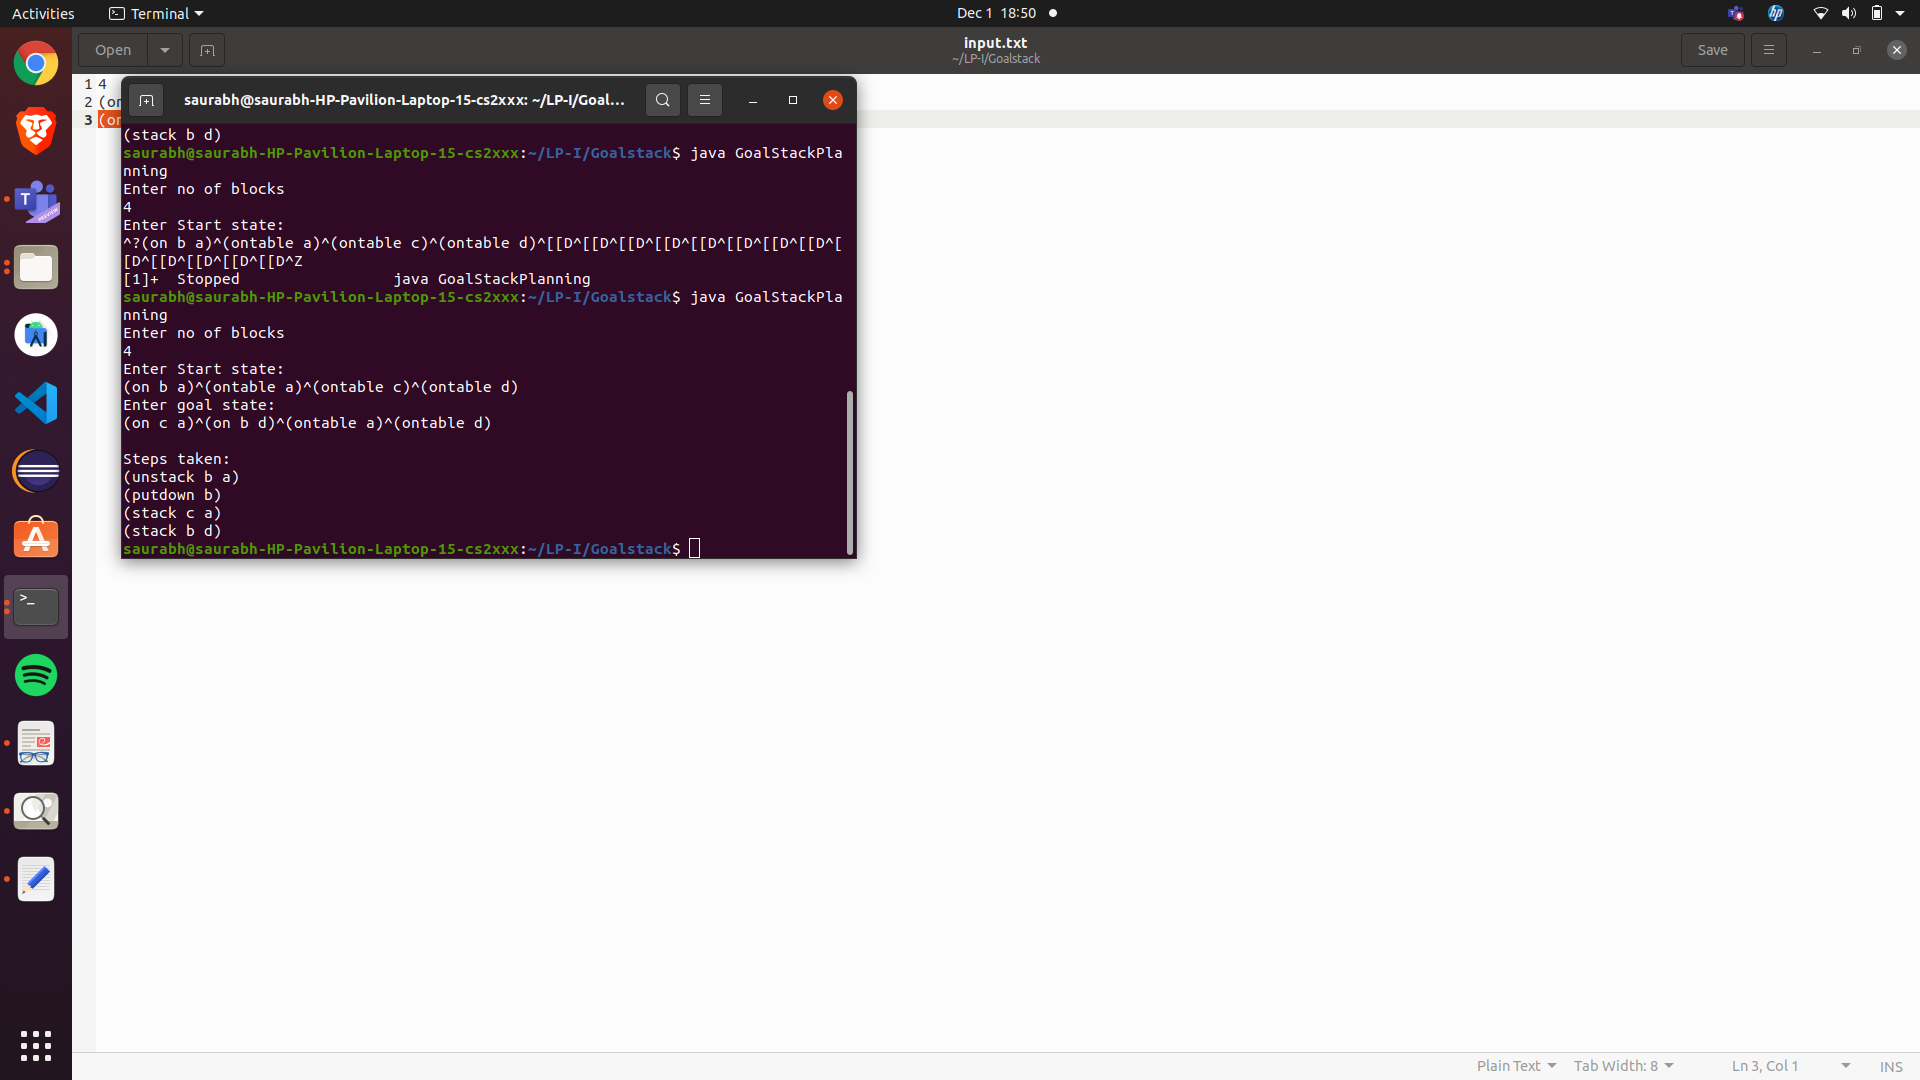 Activities
Terminal
Dec 1 18:50
Open
input.txt
~/LP-I/Goalstack
Save
1 4
2 (on
3 (on
saurabh@saurabh-HP-Pavilion-Laptop-15-cs2xxx: ~/LP-I/Goal...
(stack b d)
saurabh@saurabh-HP-Pavilion-Laptop-15-cs2xxx:~/LP-I/Goalstack$ java GoalStackPla
nning
Enter no of blocks
4
Enter Start state:
^?(on b a)^(ontable a)^(ontable c)^(ontable d)^[[D^[[D^[[D^[[D^[[D^[[D^[[D^[[D^[
[D^[[D^[[D^[[D^[[D^Z
[1]+  Stopped                 java GoalStackPlanning
saurabh@saurabh-HP-Pavilion-Laptop-15-cs2xxx:~/LP-I/Goalstack$ java GoalStackPla
nning
Enter no of blocks
4
Enter Start state:
(on b a)^(ontable a)^(ontable c)^(ontable d)
Enter goal state:
(on c a)^(on b d)^(ontable a)^(ontable d)
Steps taken:
(unstack b a)
(putdown b)
(stack c a)
(stack b d)
saurabh@saurabh-HP-Pavilion-Laptop-15-cs2xxx:~/LP-I/Goalstack$
Plain Text
Tab Width: 8
Ln 3, Col 1
INS